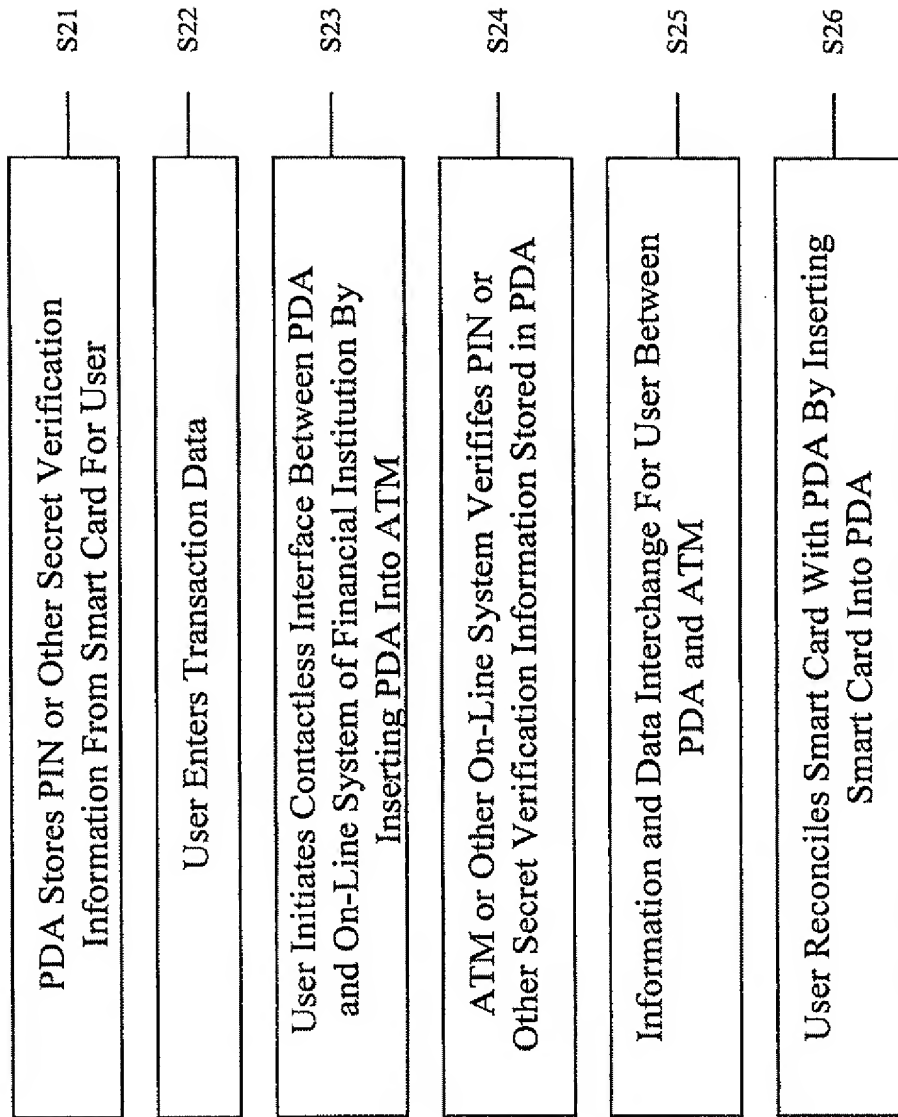 PDA Stores PIN or Other Secret Verification
Information From Smart Card For User
S21
User Enters Transaction Data
S22
User Initiates Contactless Interface Between PDA
and On-Line System of Financial Institution By
Inserting PDA Into ATM
S23
ATM or Other On-Line System Verififes PIN or
Other Secret Verification Information Stored in PDA
S24
Information and Data Interchange For User Between
PDA and ATM
S25
User Reconciles Smart Card With PDA By Inserting
Smart Card Into PDA
S26